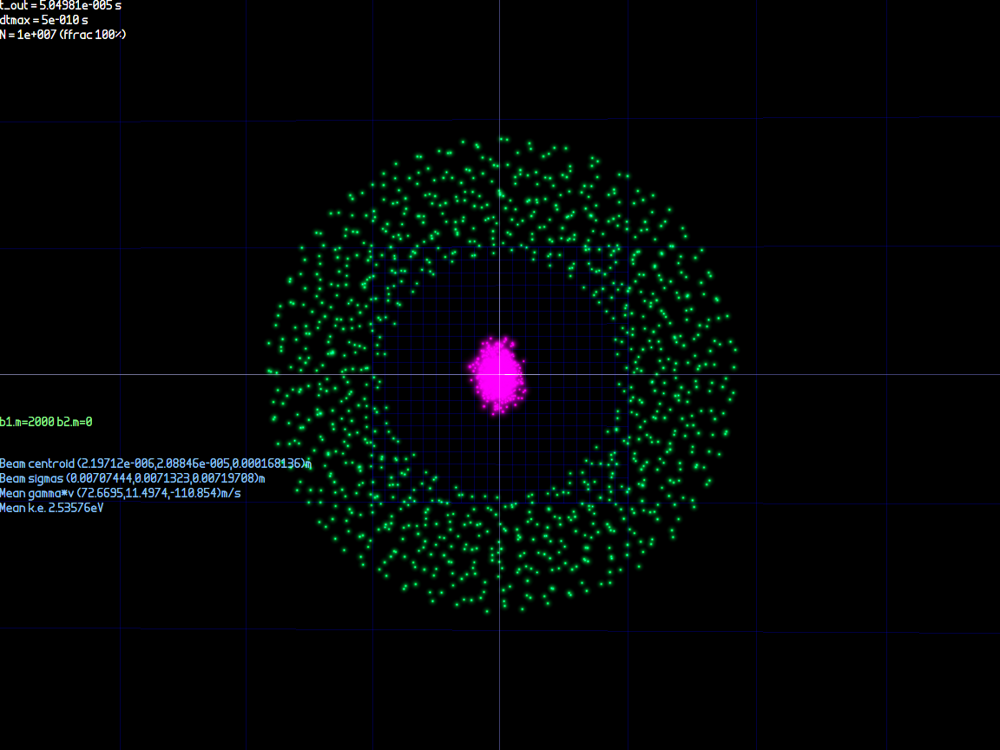 t_out = 5.04981e-005 s
dtmax = 5e-010 s
N = 1e+007 (ffrac 100%)
b1.m=2000 b2.m=0
Beam centroid (2.19712e-006,2.08846e-005,0.000168136)m
Beam sigmas (0.00707444,0.0071323,0.00719708)m
Mean gamma*v (72.6695,11.4974,-110.854)m/s
Mean k.e. 2.53576eV